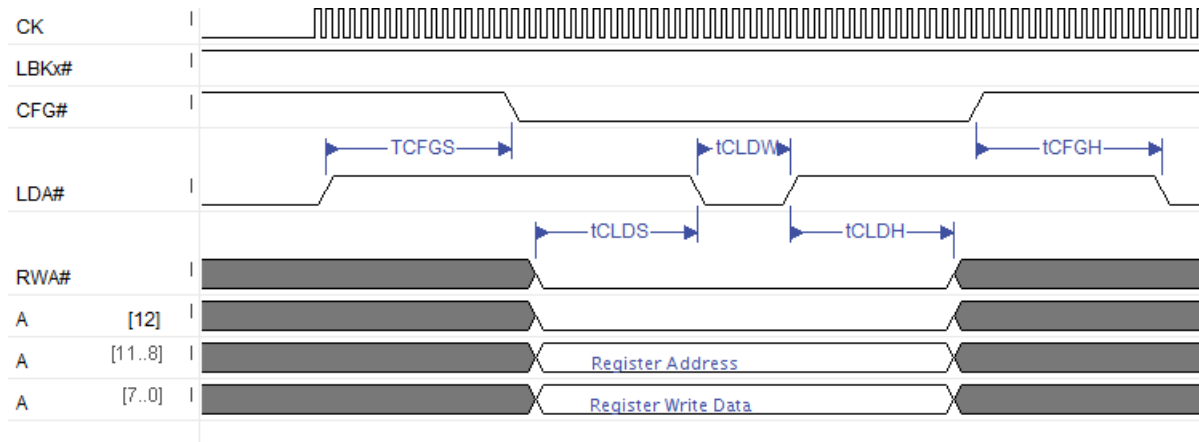 CK
LBKx#
CFG#
TCFGS tCLDW tCFGH
LDA#
tCLDS tCLDH
RWA#
A [12]
A [11..8] Register Address
A [7..0] Register Write Data